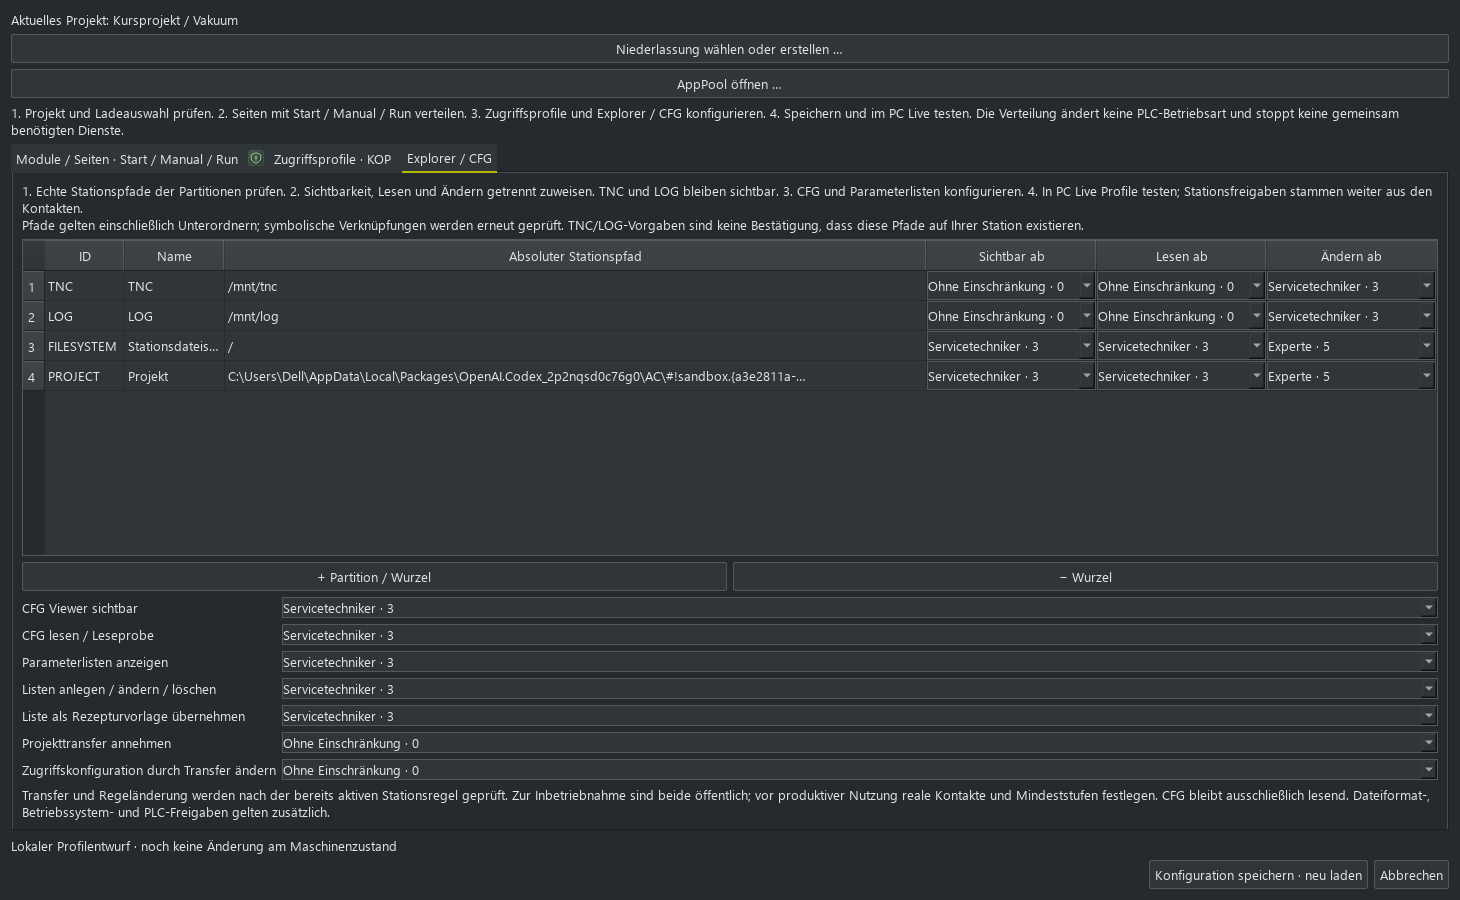 Aktuelles Projekt: Kursprojekt / Vakuum
Niederlassung wählen oder erstellen ...
AppPool öffnen ...
1. Projekt und Ladeauswahl prüfen. 2. Seiten mit Start / Manual / Run verteilen. 3. Zugriffsprofile und Explorer / CFG konfigurieren. 4. Speichern und im PC Live testen. Die Verteilung ändert keine PLC-Betriebsart und stoppt keine gemeinsam
benötigten Dienste.
Module / Seiten · Start / Manual / Run Zugriffsprofile · KOP Explorer / CFG
1. Echte Stationspfade der Partitionen prüfen. 2. Sichtbarkeit, Lesen und Ändern getrennt zuweisen. TNC und LOG bleiben sichtbar. 3. CFG und Parameterlisten konfigurieren. 4. In PC Live Profile testen; Stationsfreigaben stammen weiter aus den
Kontakten.
Pfade gelten einschließlich Unterordnern; symbolische Verknüpfungen werden erneut geprüft. TNC/LOG-Vorgaben sind keine Bestätigung, dass diese Pfade auf Ihrer Station existieren.
ID Name Absoluter Stationspfad Sichtbar ab Lesen ab Ändern ab
1 TNC TNC /mnt/tnc Ohne Einschränkung · 0 Ohne Einschränkung · 0 Servicetechniker · 3
2 LOG LOG /mnt/log Ohne Einschränkung · 0 Ohne Einschränkung · 0 Servicetechniker · 3
3 FILESYSTEM Stationsdateis... / Servicetechniker · 3 Servicetechniker · 3 Experte · 5
4 PROJECT Projekt C:\Users\Dell\AppData\Local\Packages\OpenAI.Codex_2p2nqsd0c76g0\AC\#!sandbox.{a3e2811a-... Servicetechniker · 3 Servicetechniker · 3 Experte · 5
+ Partition / Wurzel − Wurzel
CFG Viewer sichtbar Servicetechniker · 3
CFG lesen / Leseprobe Servicetechniker · 3
Parameterlisten anzeigen Servicetechniker · 3
Listen anlegen / ändern / löschen Servicetechniker · 3
Liste als Rezepturvorlage übernehmen Servicetechniker · 3
Projekttransfer annehmen Ohne Einschränkung · 0
Zugriffskonfiguration durch Transfer ändern Ohne Einschränkung · 0
Transfer und Regeländerung werden nach der bereits aktiven Stationsregel geprüft. Zur Inbetriebnahme sind beide öffentlich; vor produktiver Nutzung reale Kontakte und Mindeststufen festlegen. CFG bleibt ausschließlich lesend. Dateiformat-,
Betriebssystem- und PLC-Freigaben gelten zusätzlich.
Lokaler Profilentwurf · noch keine Änderung am Maschinenzustand
Konfiguration speichern · neu laden Abbrechen